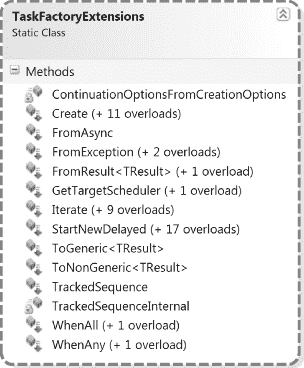 TaskFactoryExtensions
Static Class
Methods
ContinuationOptionsFromCreationOptions
Create (+ 11 overloads)
FromAsync
FromException (+ 2 overloads)
FromResult<TResult> (+ 1 overload)
GetTargetScheduler (+ 1 overload)
Iterate (+ 9 overloads)
StartNewDelayed (+ 17 overloads)
ToGeneric<TResult>
ToNonGeneric<TResult>
TrackedSequence
TrackedSequenceInternal
WhenAll (+ 1 overload)
WhenAny (+ 1 overload)